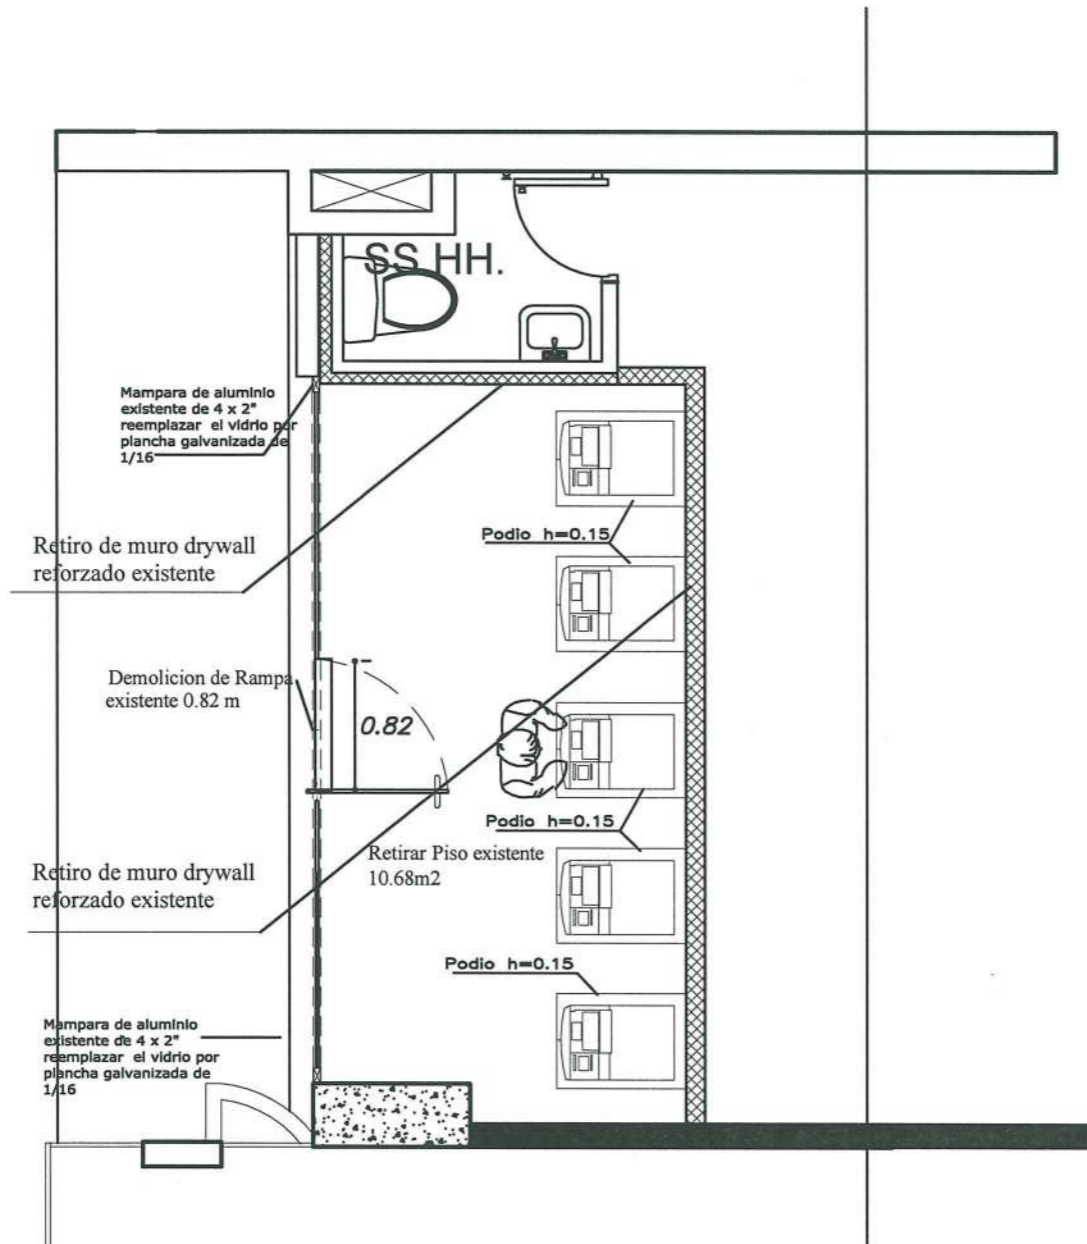 SS.HH.
Mampara de aluminio
existente de 4 x 2"
reemplazar el vidrio por
plancha galvanizada de
1/16
Podio h=0.15
Retiro de muro drywall
reforzado existente
Demolicion de Rampa
existente 0.82 m
0.82
Podio h=0.15
Retirar Piso existente
10.68m2
Retiro de muro drywall
reforzado existente
Podio h=0.15
Mampara de aluminio
existente de 4 x 2"
reemplazar el vidrio por
plancha galvanizada de
1/16